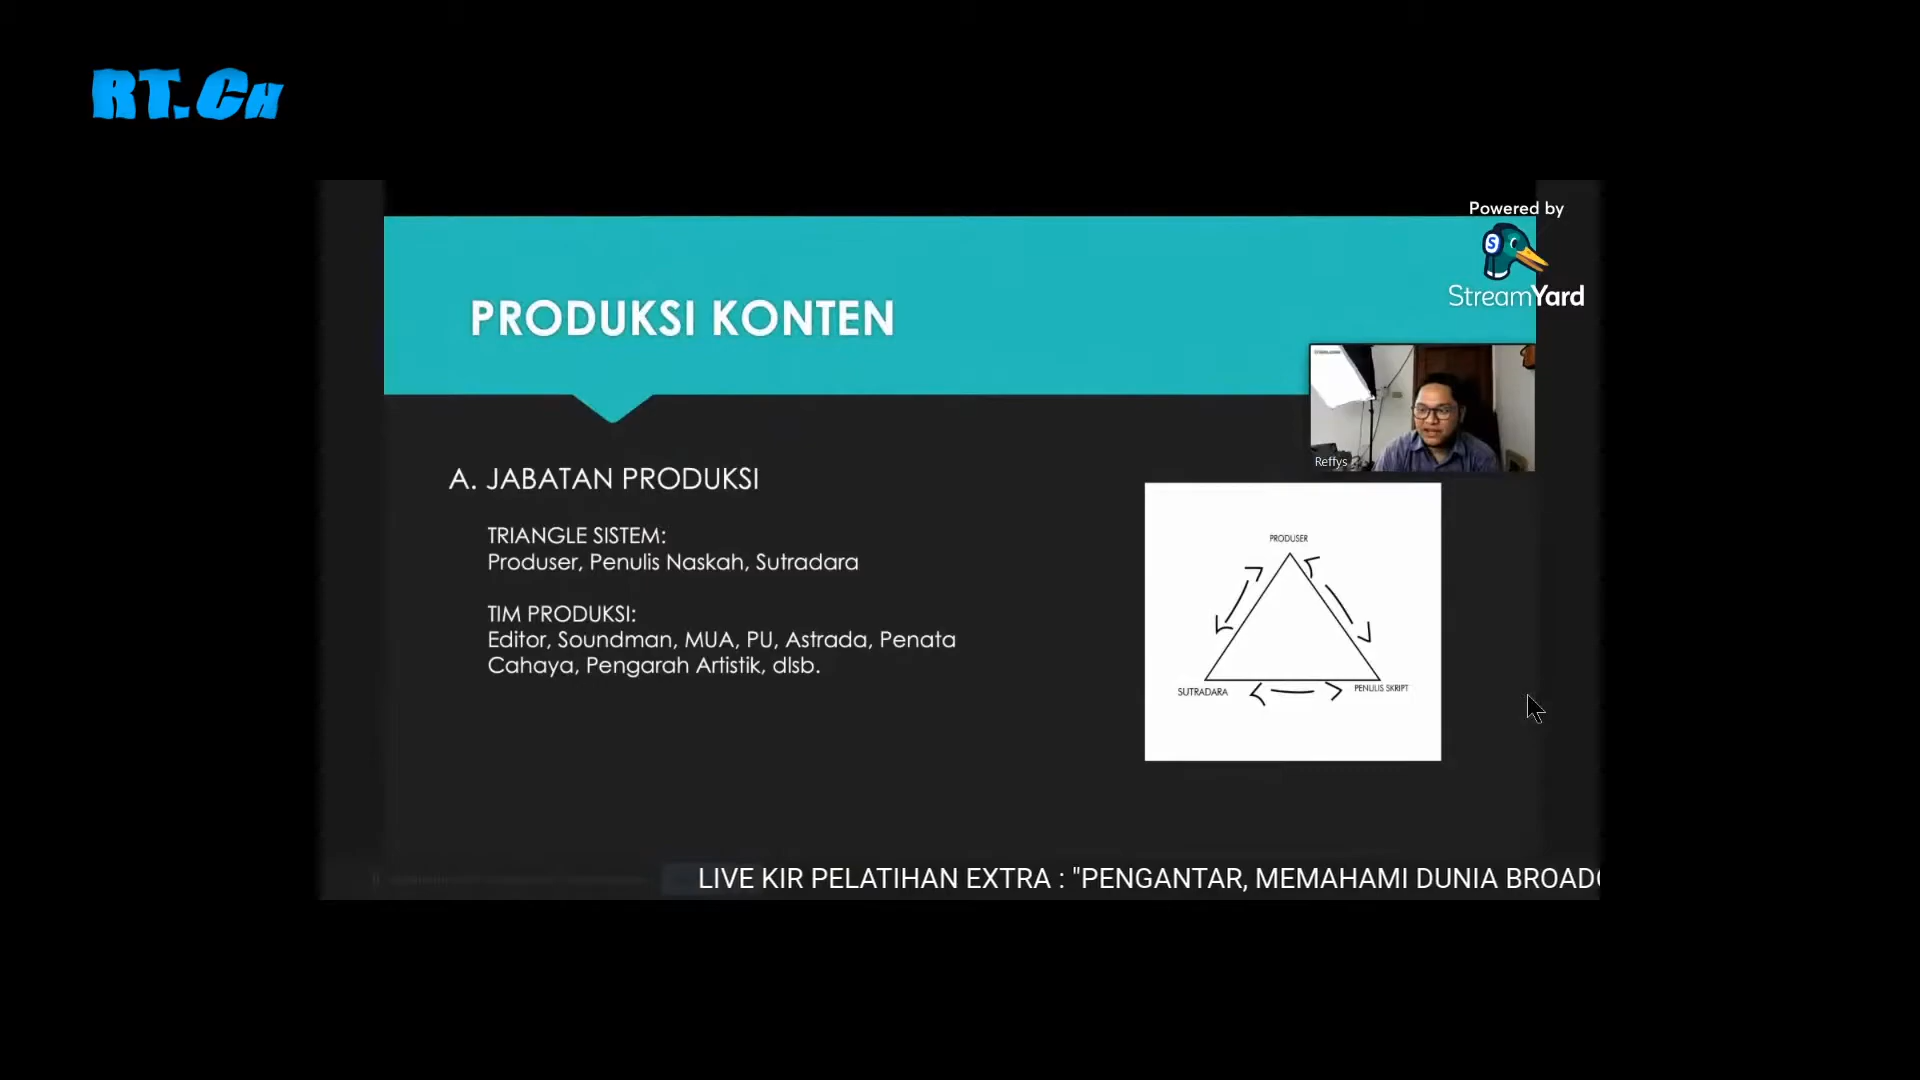 RT.CH
Powered by
S
StreamYard
PRODUKSI KONTEN
Reffys
A. JABATAN PRODUKSI
TRIANGLE SISTEM:
Produser, Penulis Naskah, Sutradara
TIM PRODUKSI:
Editor, Soundman, MUA, PU, Astrada, Penata
Cahaya, Pengarah Artistik, dlsb.
PRODUSER
SUTRADARA
PENULIS SKRIPT
LIVE KIR PELATIHAN EXTRA : "PENGANTAR, MEMAHAMI DUNIA BROADC